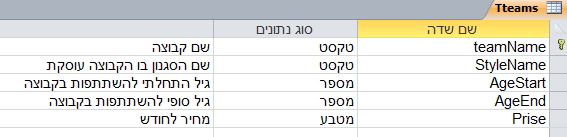 Tteams
שם שדה סוג נתונים
teamName טקסט שם קבוצה
StyleName טקסט שם הסגנון בו הקבוצה עוסקת
AgeStart מספר גיל התחלתי להשתתפות בקבוצה
AgeEnd מספר גיל סופי להשתתפות בקבוצה
Prise מטבע מחיר לחודש